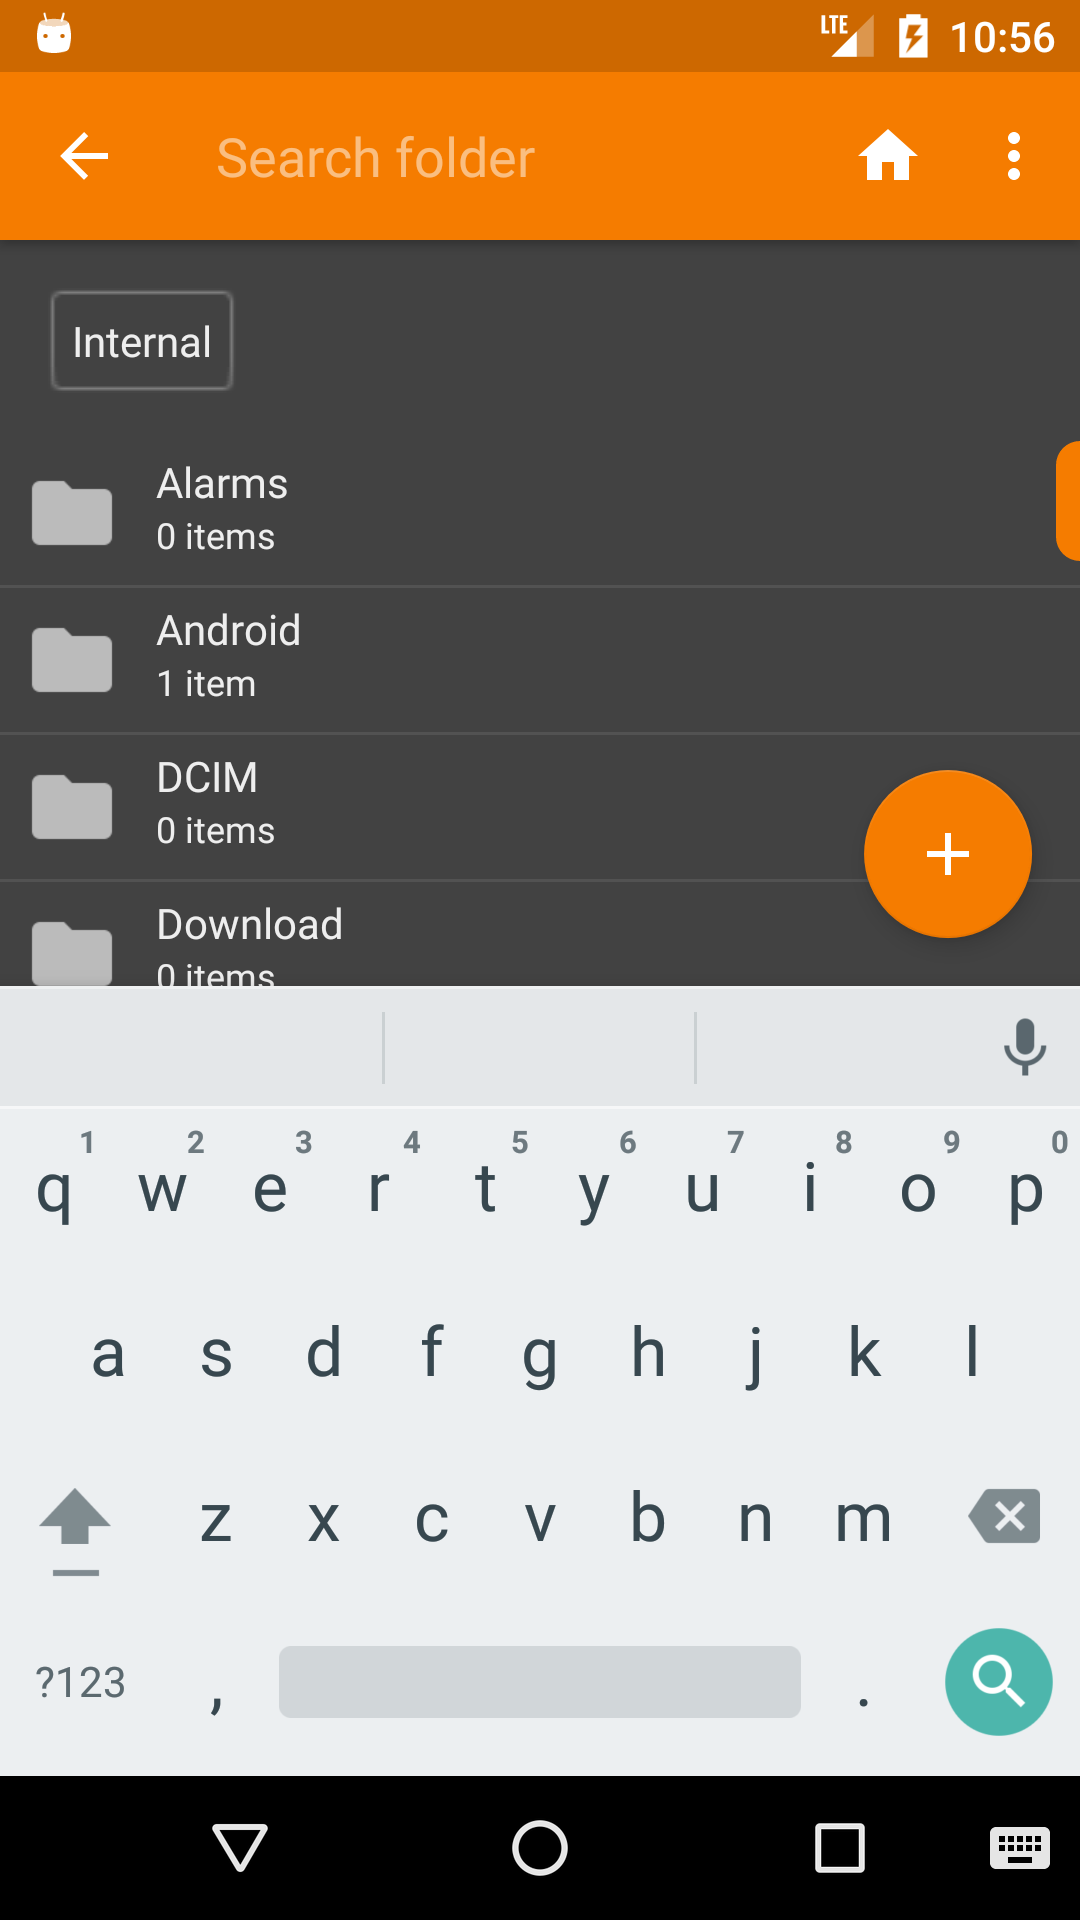 LTE 10:56
Search folder
Internal
Alarms
0 items
Android
1 item
DCIM
0 items
Download
0 items
1 2 3 4 5 6 7 8 9 0
q w e r t y u i o p
a s d f g h j k l
z x c v b n m
?123 , .